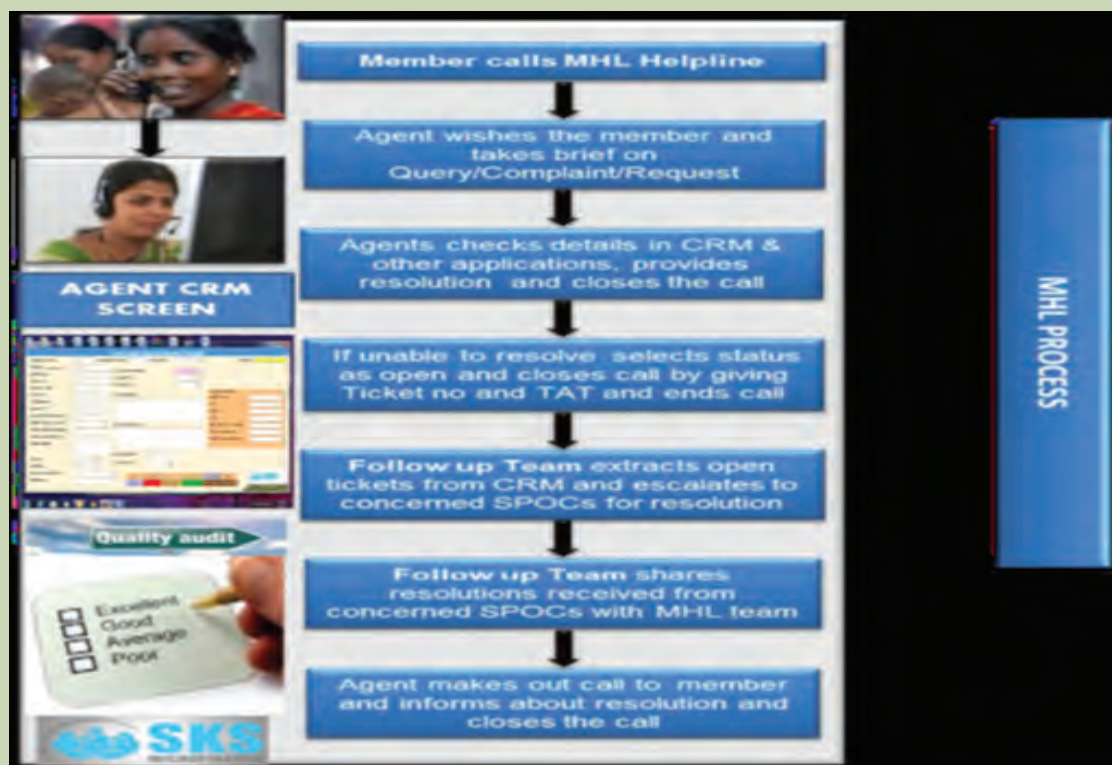 Member calls MHL Helpline
Agent wishes the member and
takes brief on
Query/Complaint/Request
Agents checks details in CRM &
other applications, provides
resolution and closes the call
If unable to resolve selects status
as open and closes call by giving
Ticket no and TAT and ends call
Follow up Team extracts open
tickets from CRM and escalates to
concerned SPOCs for resolution
Follow up Team shares
resolutions received from
concerned SPOCs with MHL team
Agent makes out call to member
and informs about resolution and
closes the call
AGENT CRM
SCREEN
Quality audit
Excellent
Good
Average
Poor
SKS
MHL PROCESS